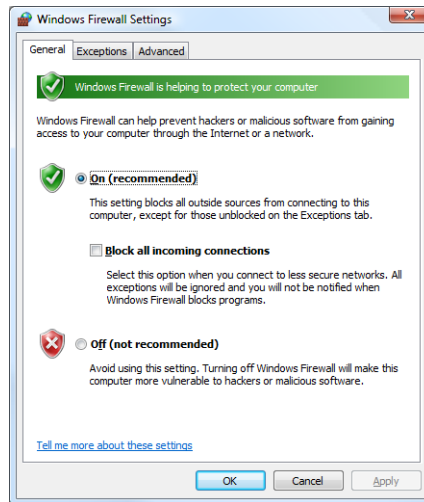 Windows Firewall Settings
General Exceptions Advanced
Windows Firewall is helping to protect your computer
Windows Firewall can help prevent hackers or malicious software from gaining
access to your computer through the Internet or a network.
On (recommended)
This setting blocks all outside sources from connecting to this
computer, except for those unblocked on the Exceptions tab.
Block all incoming connections
Select this option when you connect to less secure networks. All
exceptions will be ignored and you will not be notified when
Windows Firewall blocks programs.
Off (not recommended)
Avoid using this setting. Turning off Windows Firewall will make this
computer more vulnerable to hackers or malicious software.
Tell me more about these settings
OK Cancel Apply